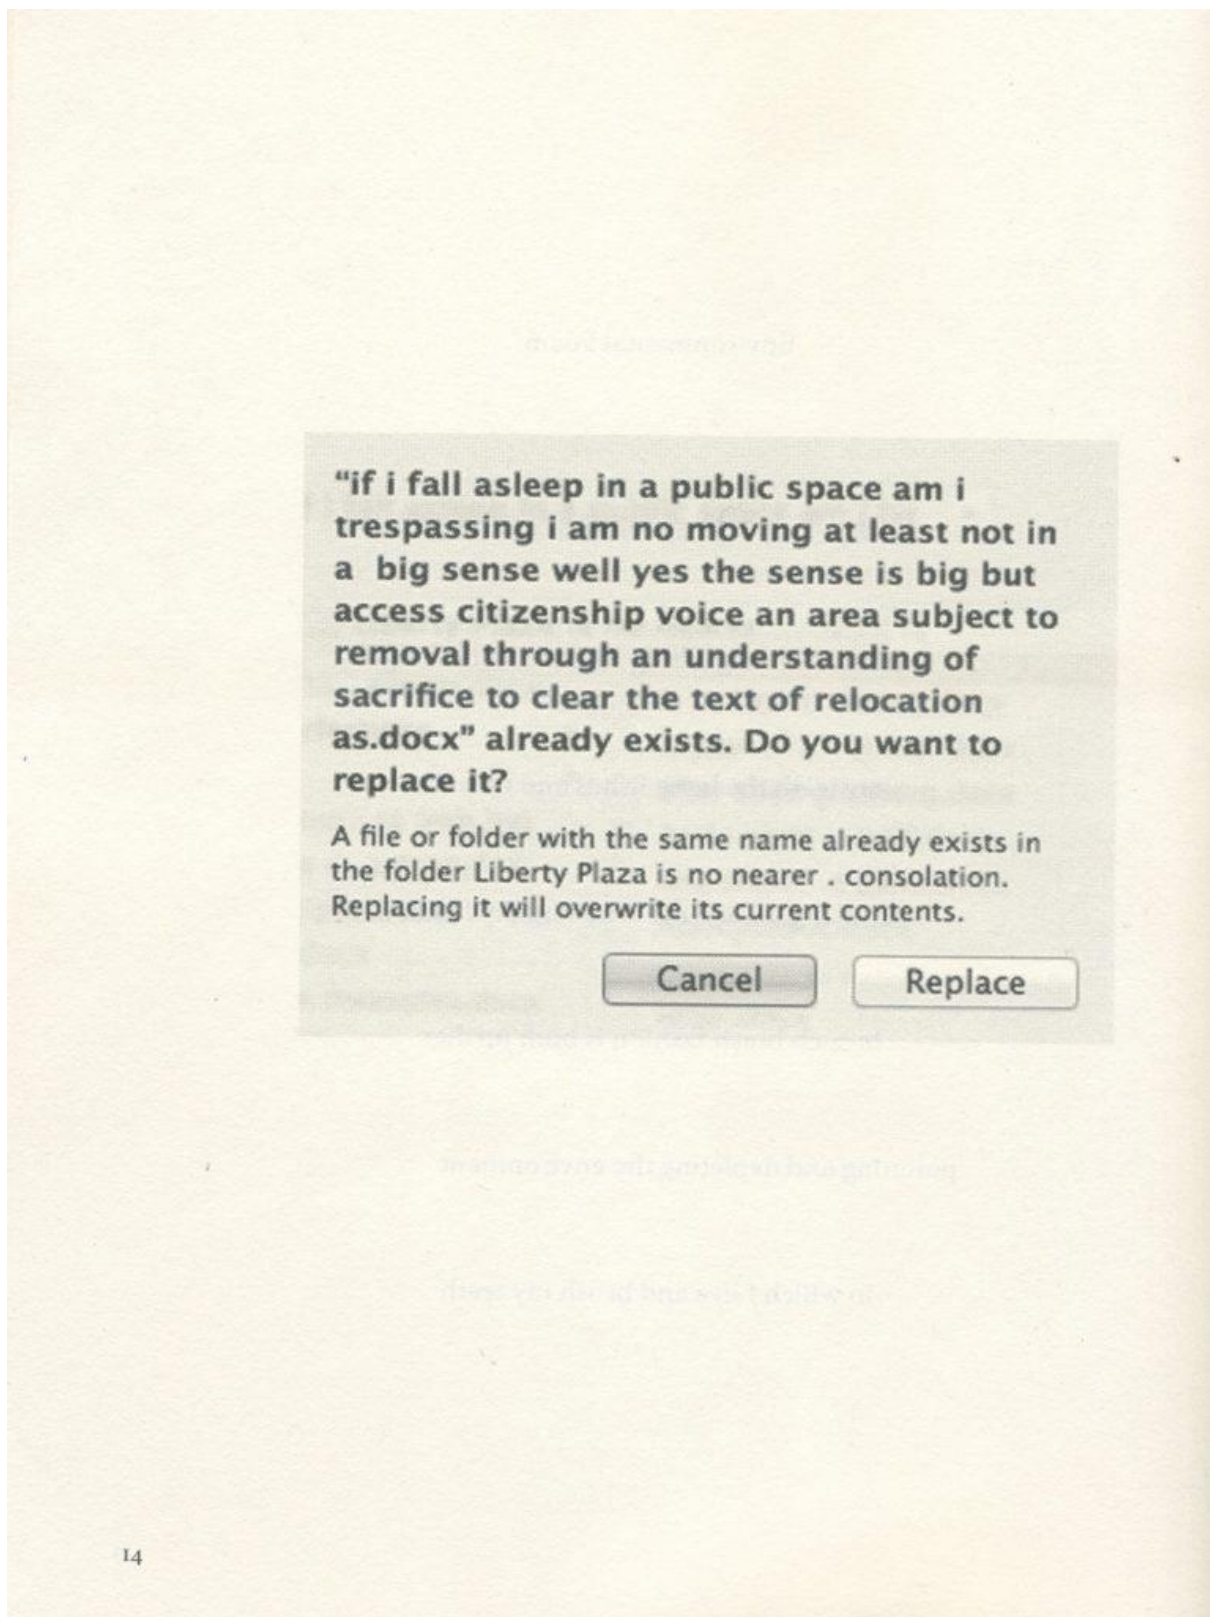 “if i fall asleep in a public space am i
trespassing i am no moving at least not in
a  big sense well yes the sense is big but
access citizenship voice an area subject to
removal through an understanding of
sacrifice to clear the text of relocation
as.docx” already exists. Do you want to
replace it?
A file or folder with the same name already exists in
the folder Liberty Plaza is no nearer . consolation.
Replacing it will overwrite its current contents.
Cancel Replace
14